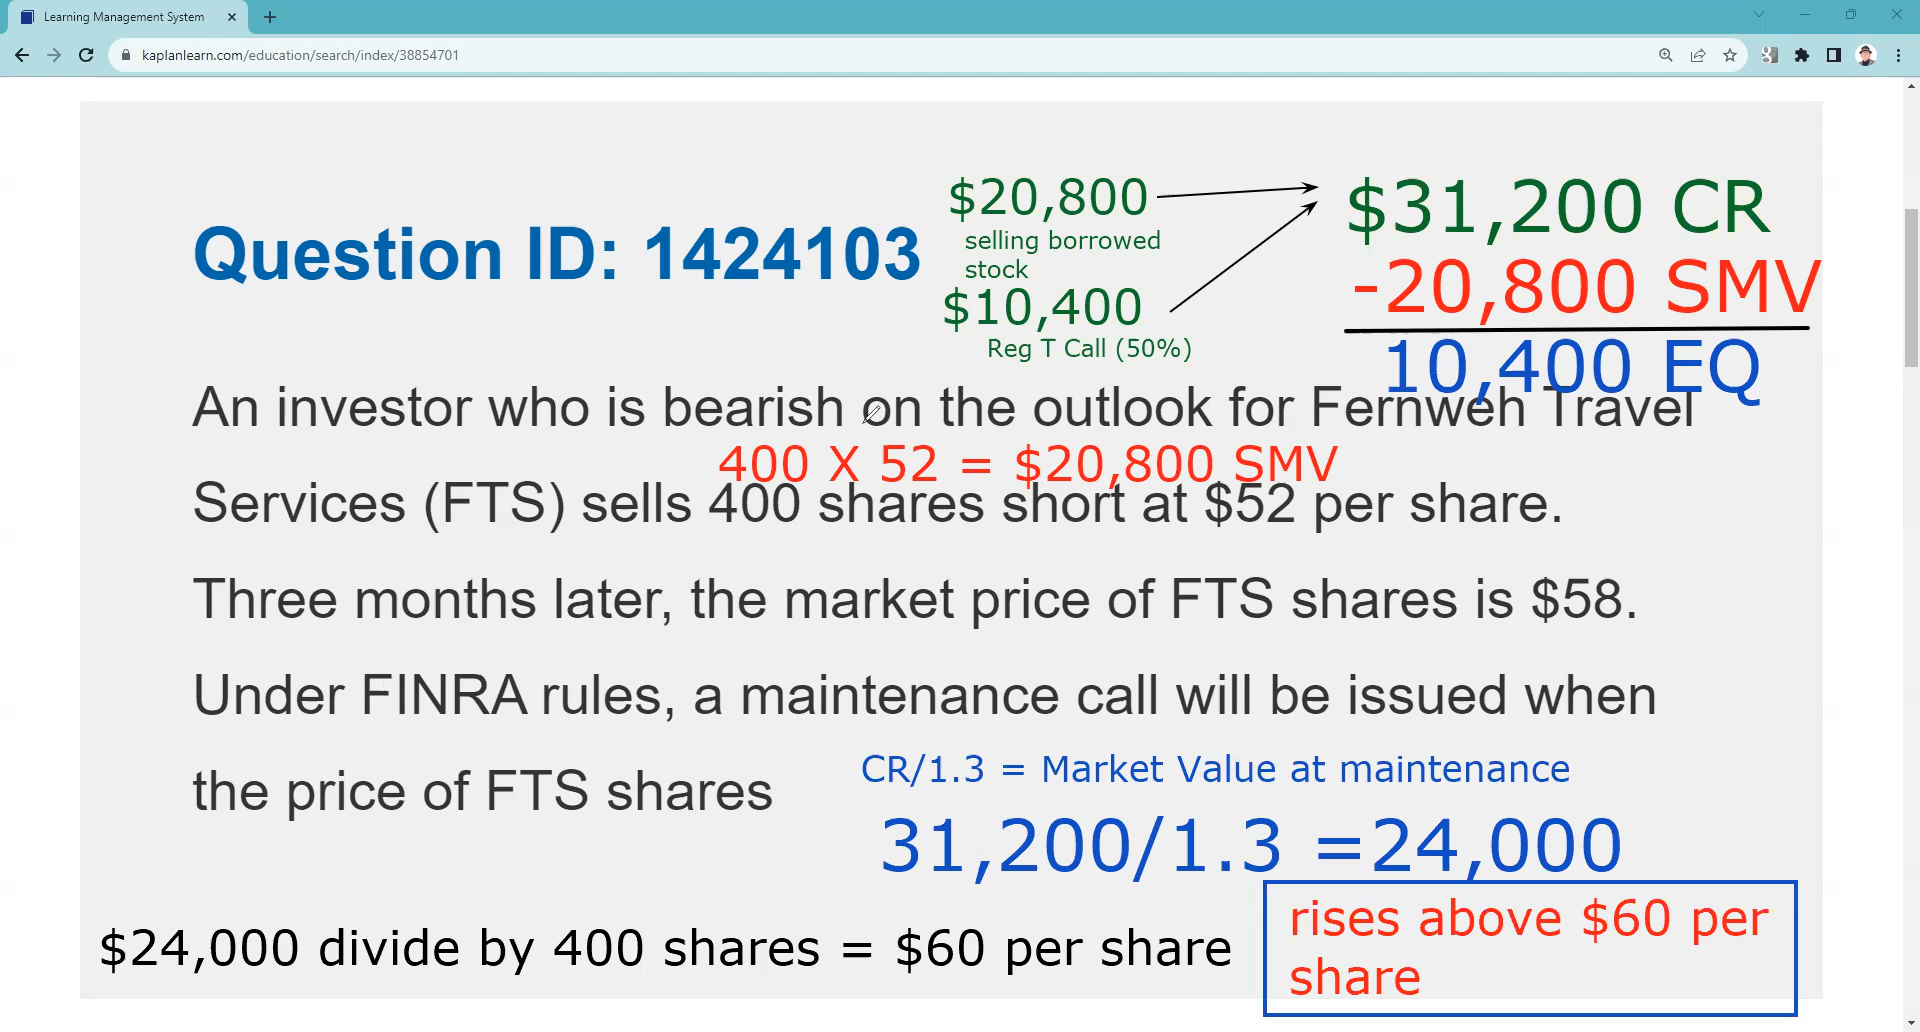 Learning Management System
kaplanlearn.com/education/search/index/38854701
$20,800
selling borrowed
stock
$10,400
Reg T Call (50%)
$31,200 CR
-20,800 SMV
10,400 EQ
Question ID: 1424103
An investor who is bearish on the outlook for Fernweh Travel
400 X 52 = $20,800 SMV
Services (FTS) sells 400 shares short at $52 per share.
Three months later, the market price of FTS shares is $58.
Under FINRA rules, a maintenance call will be issued when
the price of FTS shares
CR/1.3 = Market Value at maintenance
31,200/1.3 =24,000
$24,000 divide by 400 shares = $60 per share
rises above $60 per
share